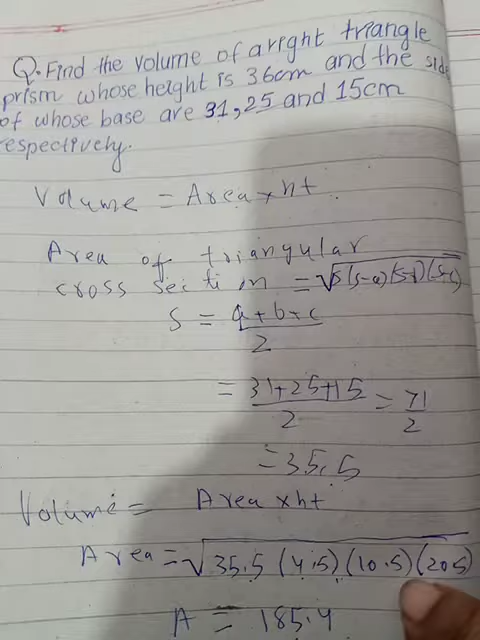 Q. Find the volume of a right triangle
prism whose height is 36cm and the side
of whose base are 31, 25 and 15cm
respectively.
Volume = Area x ht
Area of triangular
cross section = √s(s-a)(s-b)(s-c)
S = a+b+c
2
= 31+25+15 = 71
2 2
= 35.5
Volume = Area x ht
Area = √35.5 (4.5) (10.5) (20.5)
A = 185.4